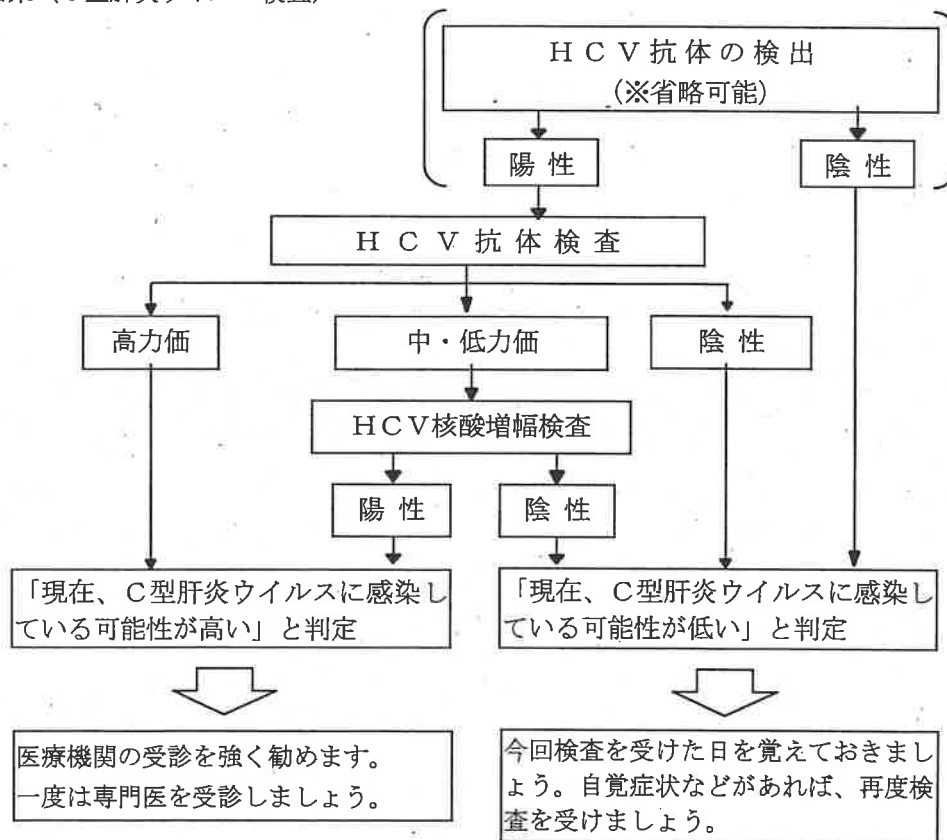 HCV抗体の検出
(※省略可能)
陽性
陰性
HCV抗体検査
高力価
中・低力価
陰性
HCV核酸増幅検査
陽性
陰性
「現在、C型肝炎ウイルスに感染し
ている可能性が高い」と判定
「現在、C型肝炎ウイルスに感染し
ている可能性が低い」と判定
医療機関の受診を強く勧めます。
一度は専門医を受診しましょう。
今回検査を受けた日を覚えておきまし
ょう。自覚症状などがあれば、再度検
査を受けましょう。